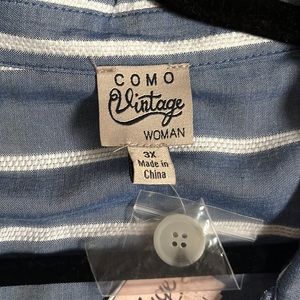 COMO
Vintage
WOMAN
3X
Made in
China